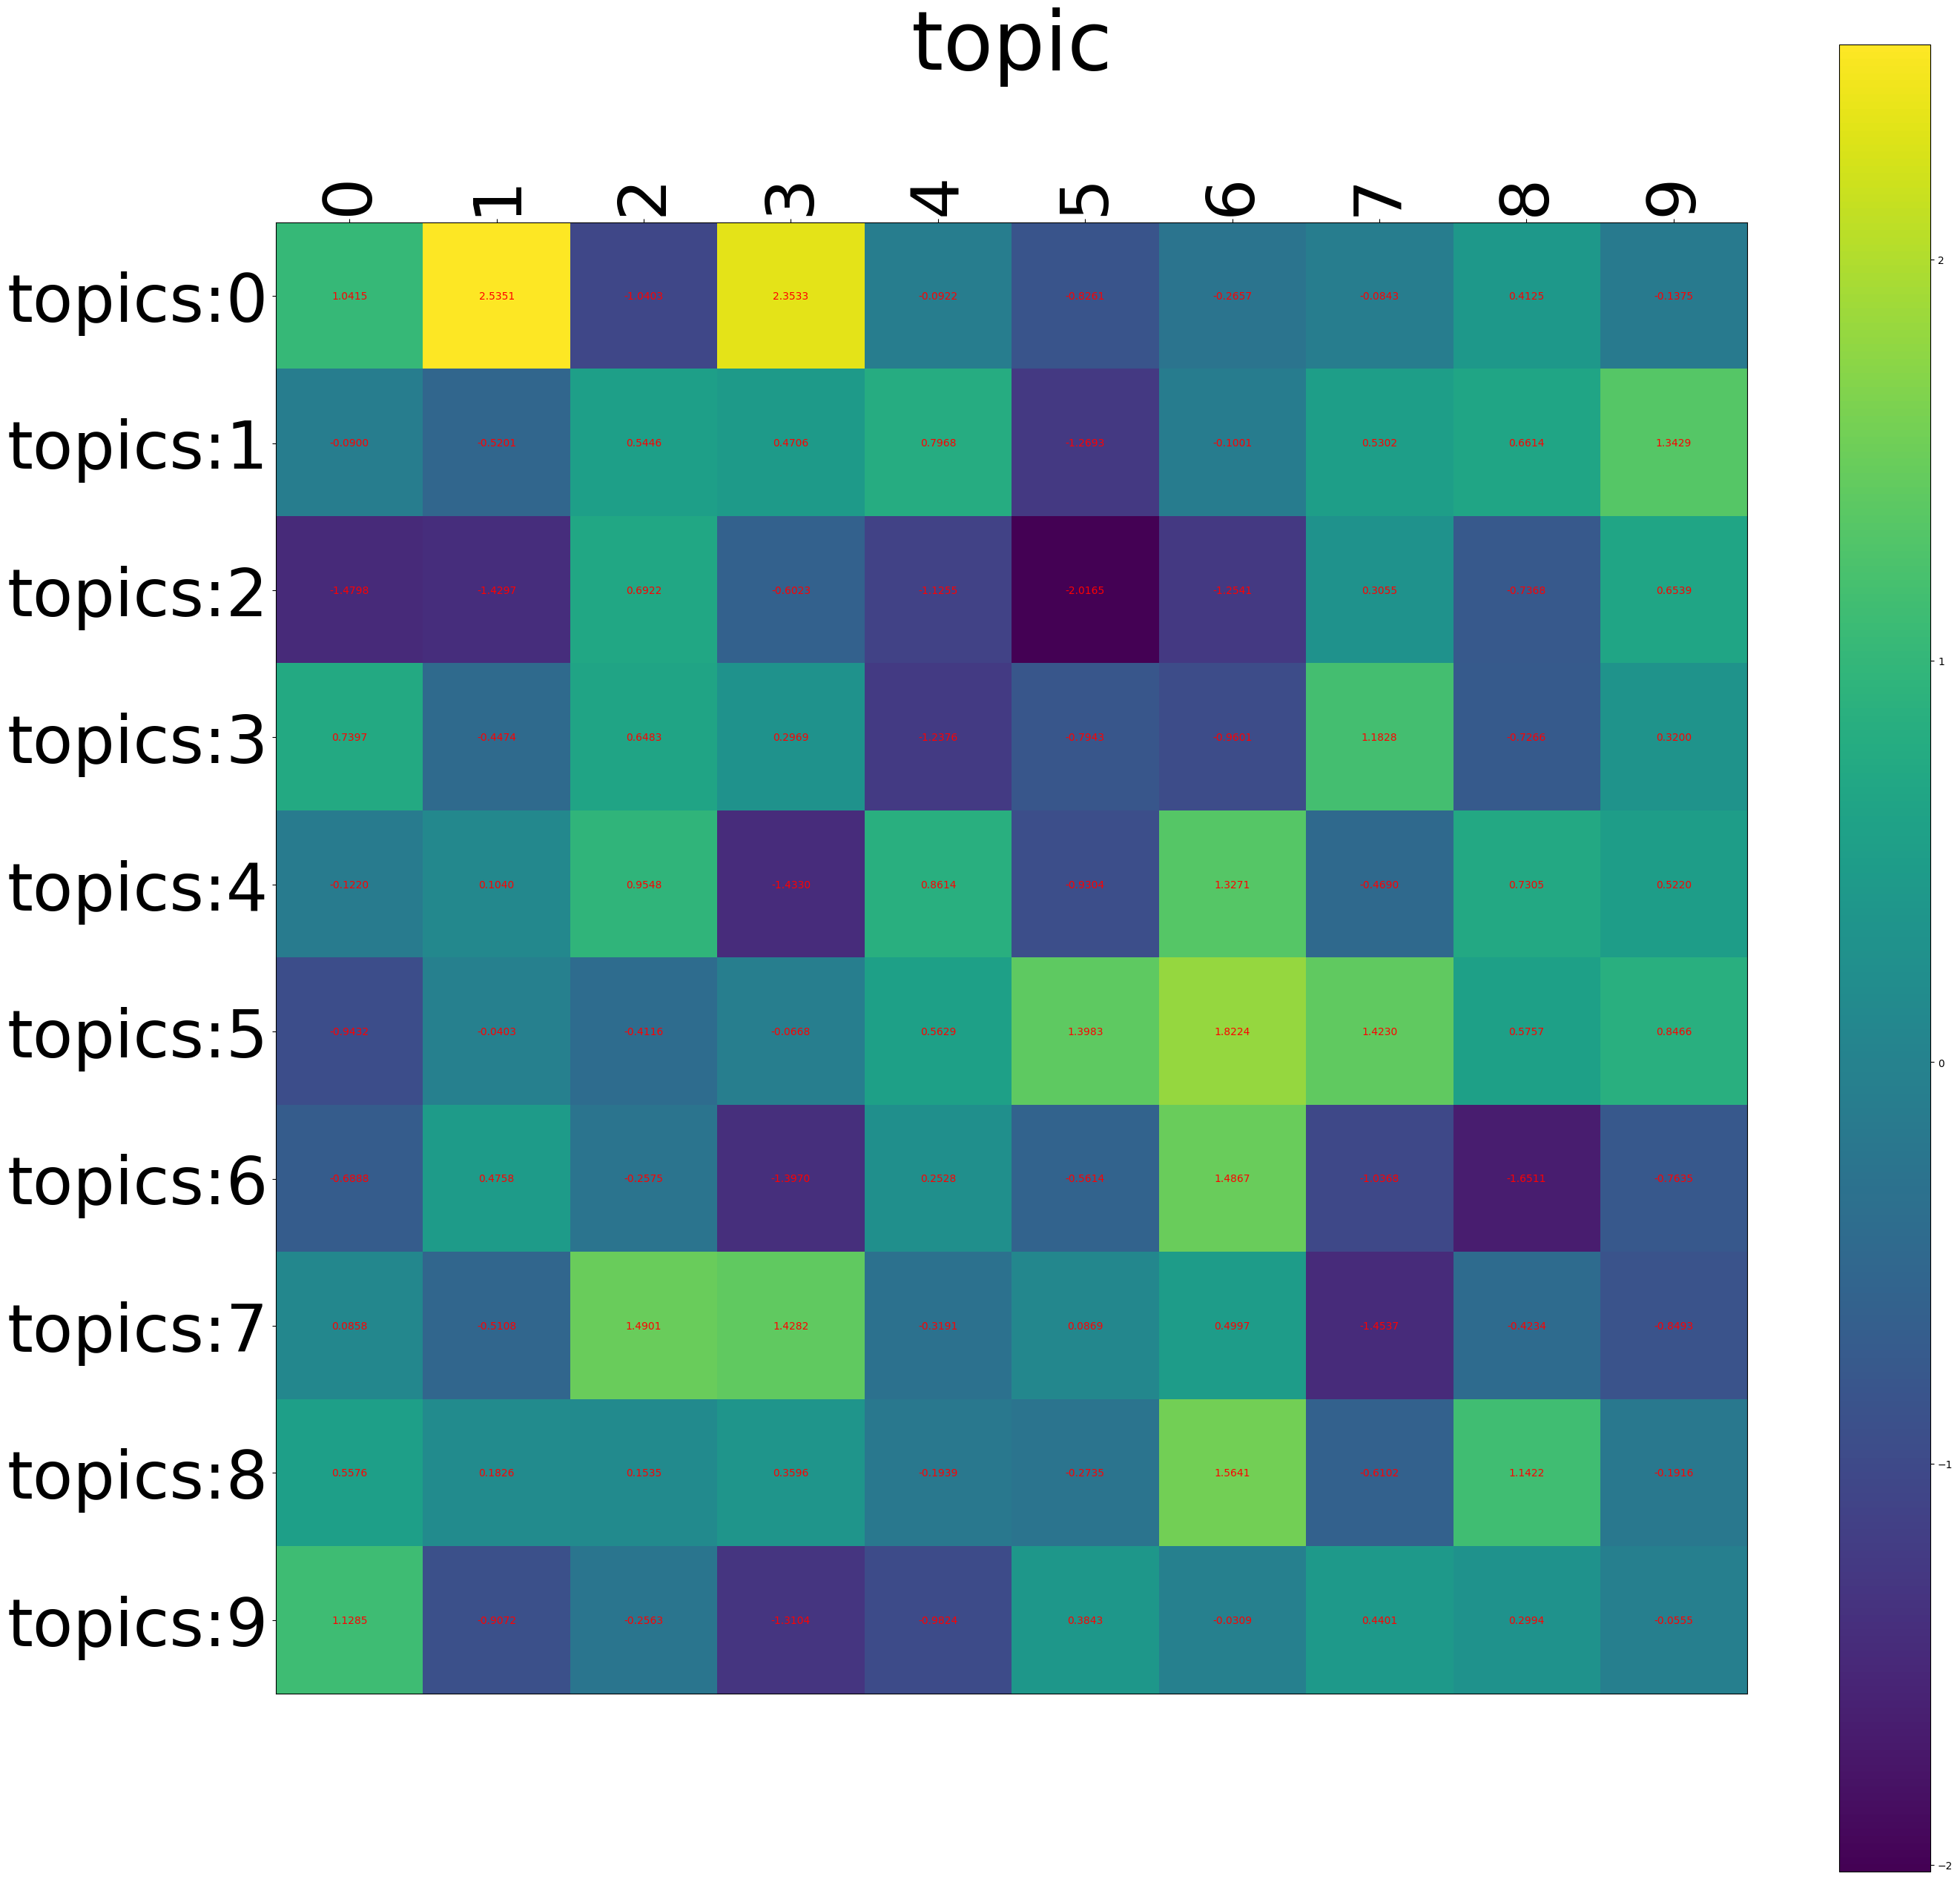 topic
0 1 2 3 4 5 6 7 8 9
topics:0 1.0415 2.5351 2.3533 -0.0922 -0.2657 -0.0843 0.4125 -0.1375
2
topics:1 -0.0900 -0.5201 0.5446 0.4706 0.7968 -0.1001 0.5302 0.6614 1.3429
topics:2 -1.4798 -1.4297 0.6922 -0.6023 -2.0165 0.3055 0.6539
1
topics:3 0.7397 -0.4474 0.6483 0.2969 1.1828 0.3200
topics:4 -0.1220 0.1040 0.9548 -1.4330 0.8614 1.3271 -0.4690 0.7305 0.5220
topics:5 -0.0403 -0.4118 -0.0668 0.5629 1.3983 1.8224 1.4230 0.5757 0.8466
0
topics:6 0.4758 -0.2575 0.2528 -0.5614 1.4867 -1.6511
topics:7 0.0858 1.4901 1.4282 -0.3191 0.0869 0.4997 -1.4537 -0.4234
topics:8 0.5576 0.1826 0.1535 0.3596 -0.1939 -0.2735 1.5641 1.1422 -0.1916
−1
topics:9 1.1285 -0.2563 0.3843 -0.0309 0.4401 0.2994 -0.0555
−2